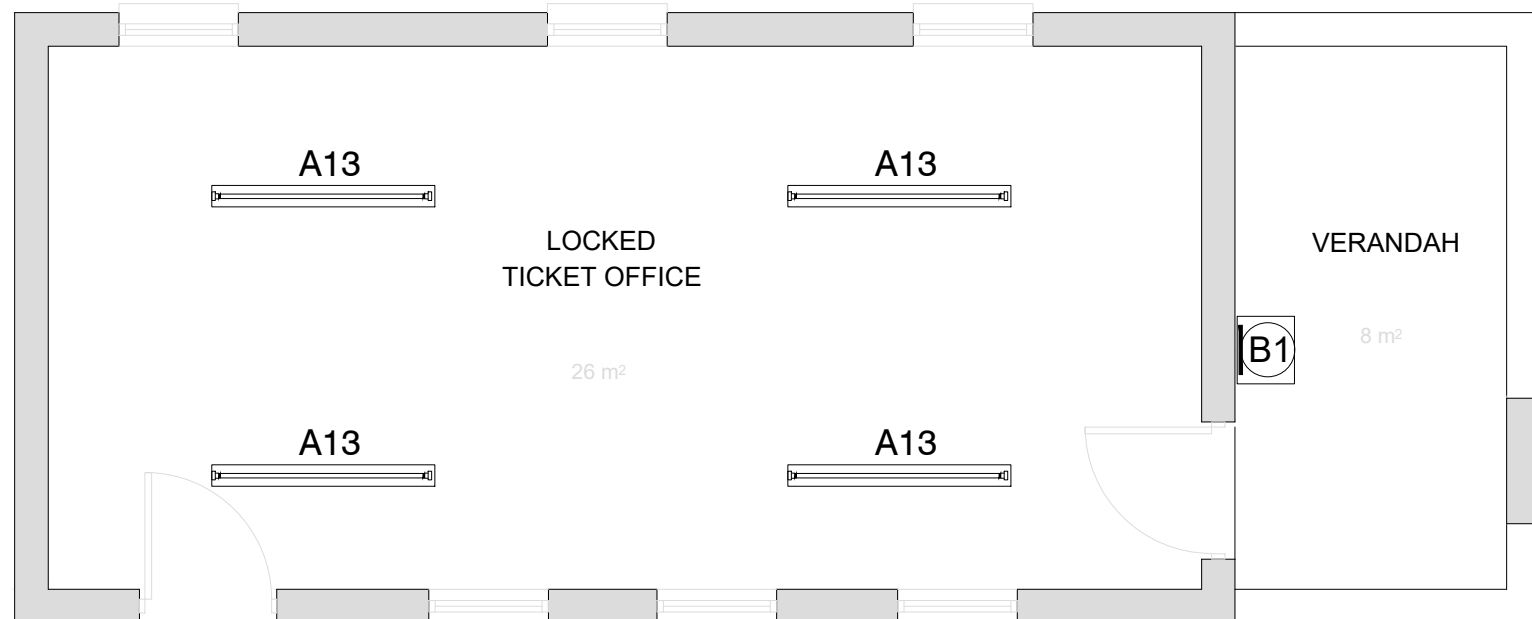 A13
A13
LOCKED
TICKET OFFICE
VERANDAH
26 m²
8 m²
B1
A13
A13